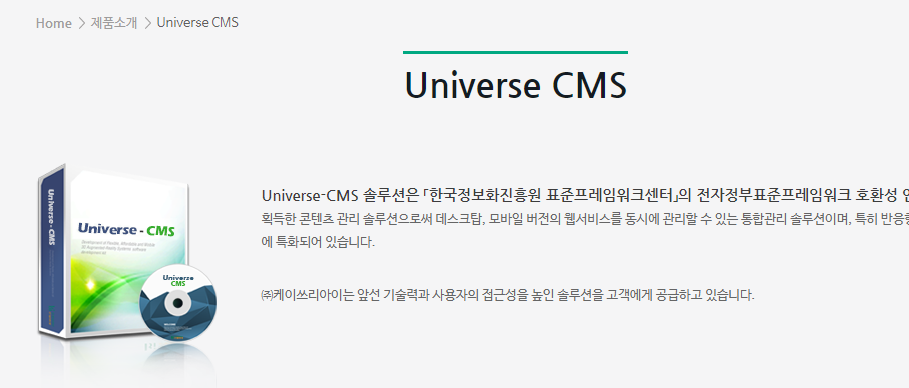 Home > 제품소개 > Universe CMS
Universe CMS
Universe-CMS 솔루션은 「한국정보화진흥원 표준프레임워크센터」의 전자정부표준프레임워크 호환성
획득한 콘텐츠 관리 솔루션으로써 데스크탑, 모바일 버전의 웹서비스를 동시에 관리할 수 있는 통합관리 솔루션이며, 특히
에 특화되어 있습니다.
㈜케이쓰리아이는 앞선 기술력과 사용자의 접근성을 높인 솔루션을 고객에게 공급하고 있습니다.
Universe - CMS
Universe - CMS
Universe
CMS